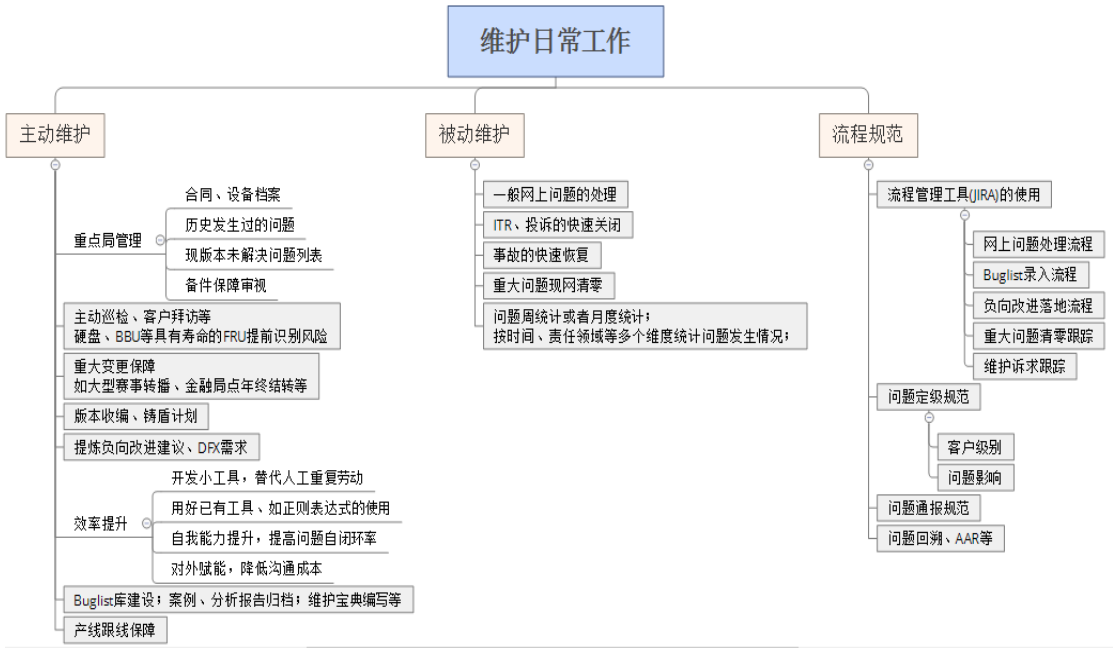 维护日常工作
主动维护
重点局管理
合同、设备档案
历史发生过的问题
现版本未解决问题列表
备件保障审视
主动巡检、客户拜访等
硬盘、BBU等具有寿命的FRU提前识别风险
重大变更保障
如大型赛事转播、金融局点年终结转等
版本收编、铸盾计划
提炼负向改进建议、DFX需求
效率提升
开发小工具，替代人工重复劳动
用好已有工具、如正则表达式的使用
自我能力提升，提高问题自闭环率
对外赋能，降低沟通成本
Buglist库建设；案例、分析报告归档；维护宝典编写等
产线跟线保障
被动维护
一般网上问题的处理
ITR、投诉的快速关闭
事故的快速恢复
重大问题现网清零
问题周统计或者月度统计；
按时间、责任领域等多个维度统计问题发生情况；
流程规范
流程管理工具(JIRA)的使用
网上问题处理流程
Buglist录入流程
负向改进落地流程
重大问题清零跟踪
维护诉求跟踪
问题定级规范
客户级别
问题影响
问题通报规范
问题回溯、AAR等